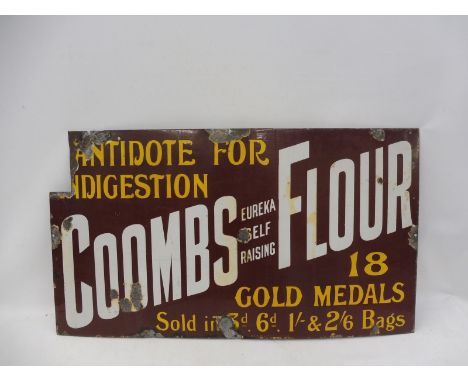 ANTIDOTE FOR
INDIGESTION
COOMBS
EUREKA
SELF
RAISING
FLOUR
18
GOLD MEDALS
Sold in 3d. 6d. 1/- & 2/6 Bags